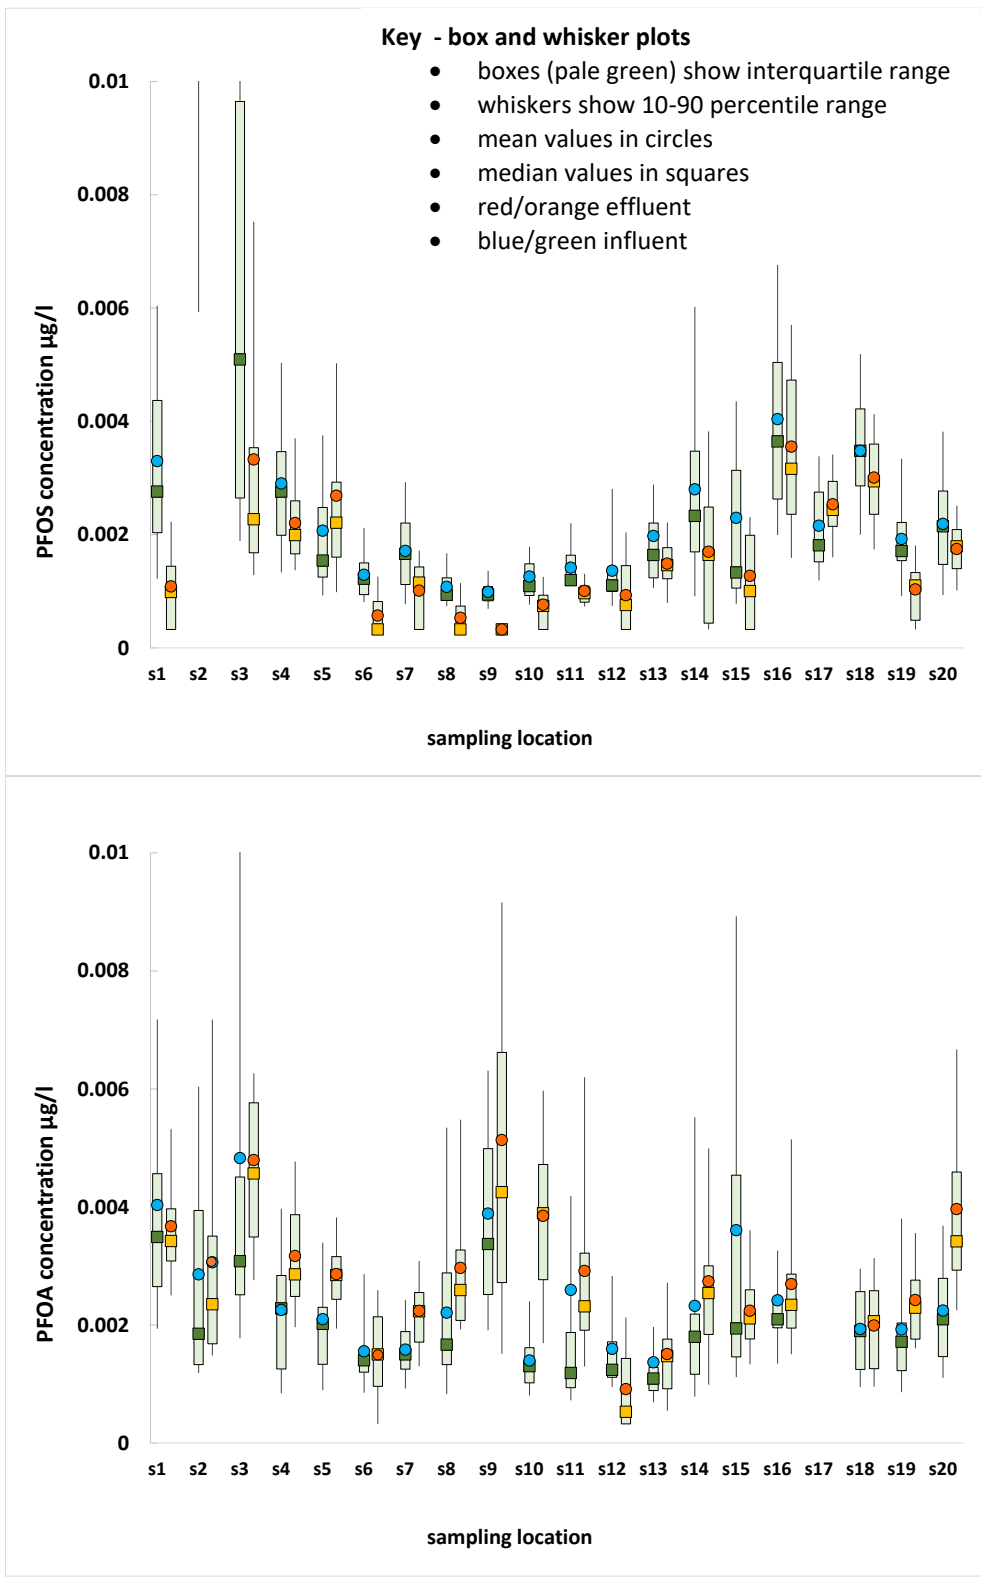 Key - box and whisker plots
• boxes (pale green) show interquartile range
• whiskers show 10-90 percentile range
• mean values in circles
• median values in squares
• red/orange effluent
• blue/green influent
PFOS concentration µg/l
0.01
0.008
0.006
0.004
0.002
0
s1 s2 s3 s4 s5 s6 s7 s8 s9 s10 s11 s12 s13 s14 s15 s16 s17 s18 s19 s20
sampling location
PFOA concentration µg/l
0.01
0.008
0.006
0.004
0.002
0
s1 s2 s3 s4 s5 s6 s7 s8 s9 s10 s11 s12 s13 s14 s15 s16 s17 s18 s19 s20
sampling location